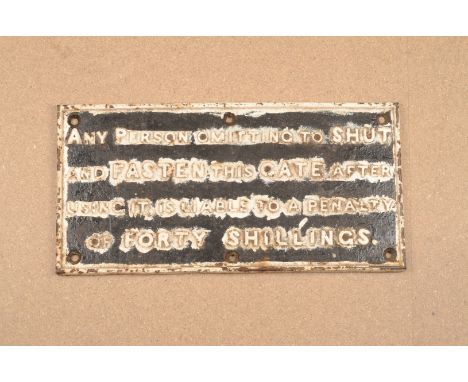 ANY PERSON OMITTING TO SHUT
AND FASTEN THIS GATE AFTER
USING IT, IS LIABLE TO A PENALTY
OF FORTY SHILLINGS.